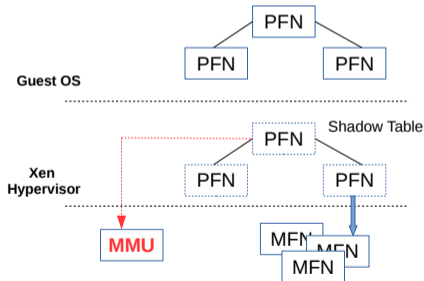 PFN
PFN PFN
Guest OS
Shadow Table
PFN
PFN PFN
Xen
Hypervisor
MMU
MFN
MFN
MFN